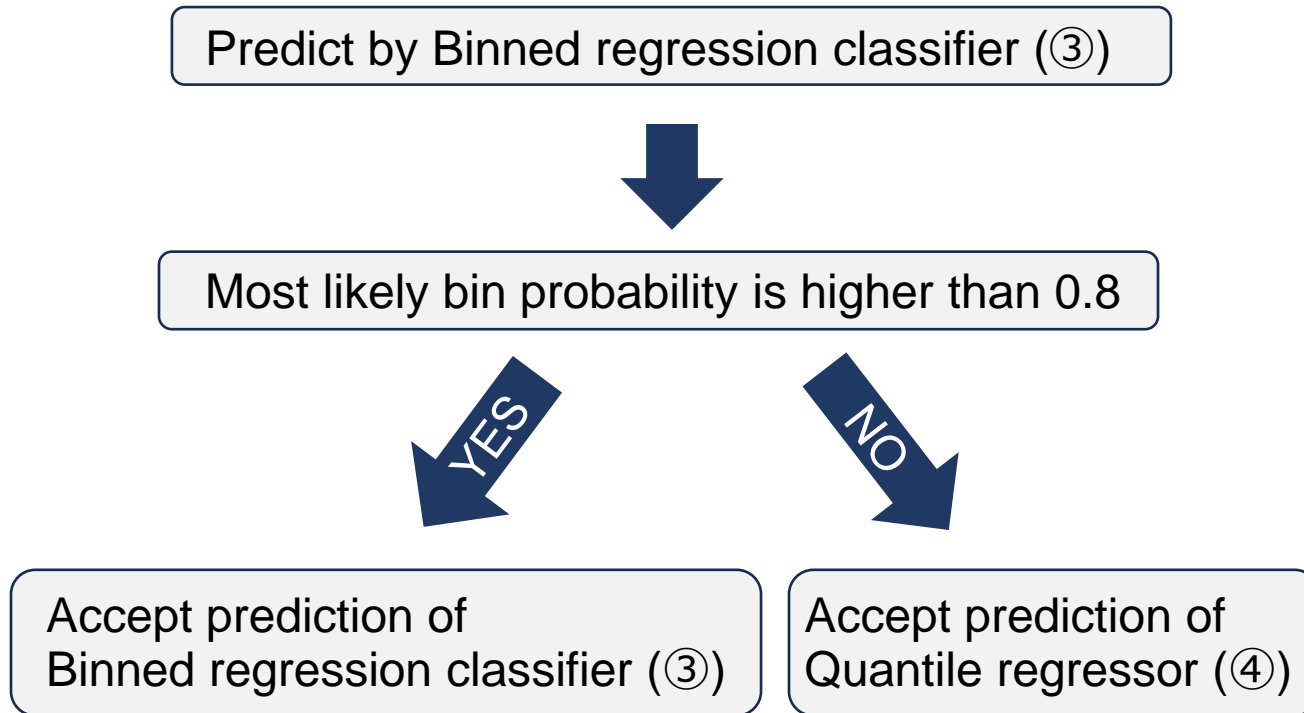 Predict by Binned regression classifier (③)
Most likely bin probability is higher than 0.8
YES
NO
Accept prediction of
Binned regression classifier (③)
Accept prediction of
Quantile regressor (④)